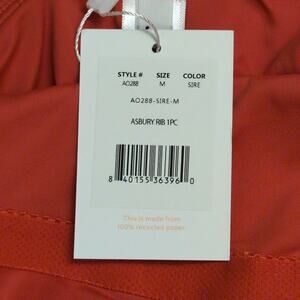 STYLE # SIZE COLOR
AO288 M SIRE
AO288-SIRE-M
ASBURY RIB 1PC
8 40155 36396 0
This is made from
100% recycled paper.